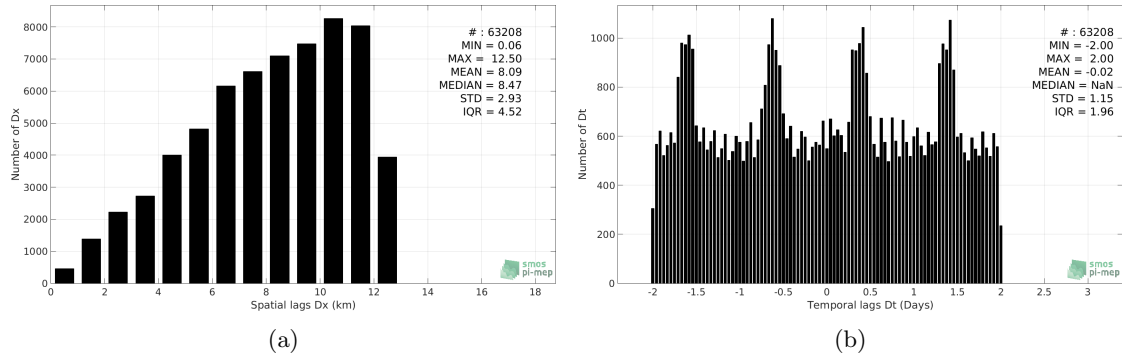 8000
7000
6000
5000
4000
3000
2000
1000
0
Number of Dx
# : 63208
MIN = 0.06
MAX = 12.50
MEAN = 8.09
MEDIAN = 8.47
STD = 2.93
IQR = 4.52
smos
pi-mep
0 2 4 6 8 10 12 14 16 18
Spatial lags Dx (km)
(a)
1000
800
600
400
200
0
Number of Dt
# : 63208
MIN = -2.00
MAX = 2.00
MEAN = -0.02
MEDIAN = NaN
STD = 1.15
IQR = 1.96
smos
pi-mep
-2 -1.5 -1 -0.5 0 0.5 1 1.5 2 2.5 3
Temporal lags Dt (Days)
(b)